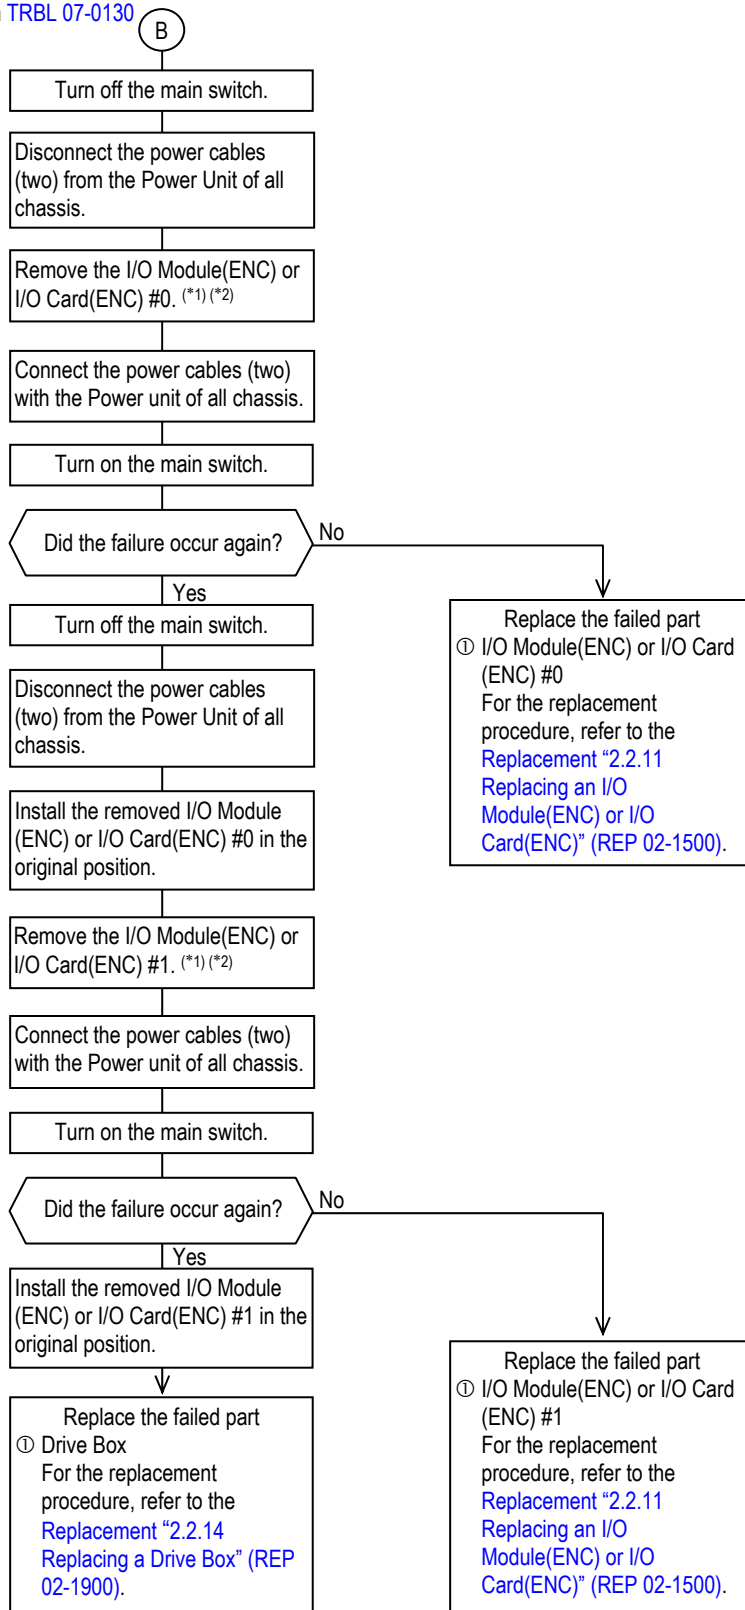 TRBL 07-0130
B
Turn off the main switch.
Disconnect the power cables
(two) from the Power Unit of all
chassis.
Remove the I/O Module(ENC) or
I/O Card(ENC) #0. (*1) (*2)
Connect the power cables (two)
with the Power unit of all chassis.
Turn on the main switch.
Did the failure occur again?
No
Yes
Replace the failed part
① I/O Module(ENC) or I/O Card
(ENC) #0
For the replacement
procedure, refer to the
Replacement “2.2.11
Replacing an I/O
Module(ENC) or I/O
Card(ENC)” (REP 02-1500).
Turn off the main switch.
Disconnect the power cables
(two) from the Power Unit of all
chassis.
Install the removed I/O Module
(ENC) or I/O Card(ENC) #0 in the
original position.
Remove the I/O Module(ENC) or
I/O Card(ENC) #1. (*1) (*2)
Connect the power cables (two)
with the Power unit of all chassis.
Turn on the main switch.
Did the failure occur again?
No
Yes
Install the removed I/O Module
(ENC) or I/O Card(ENC) #1 in the
original position.
Replace the failed part
① Drive Box
For the replacement
procedure, refer to the
Replacement “2.2.14
Replacing a Drive Box” (REP
02-1900).
Replace the failed part
① I/O Module(ENC) or I/O Card
(ENC) #1
For the replacement
procedure, refer to the
Replacement “2.2.11
Replacing an I/O
Module(ENC) or I/O
Card(ENC)” (REP 02-1500).